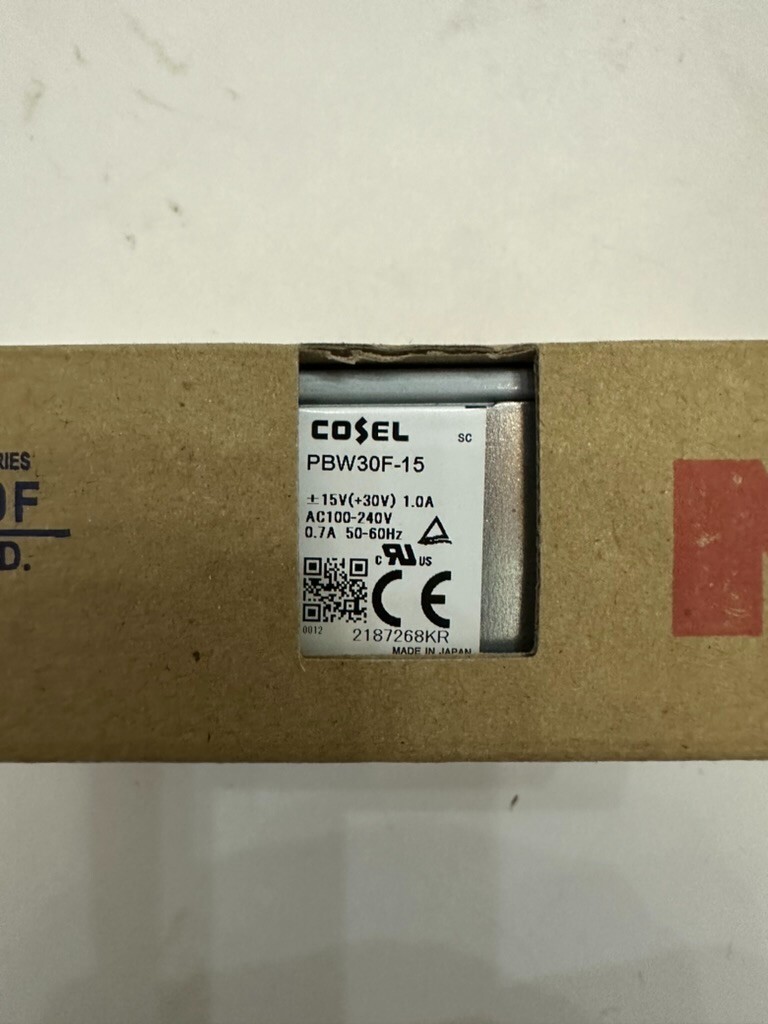 COSEL
SC
PBW30F-15
±15V(+30V) 1.0A
AC100-240V
0.7A 50-60Hz
c RU US
CE
0012
2187268KR
MADE IN JAPAN
RIES
0F
D.